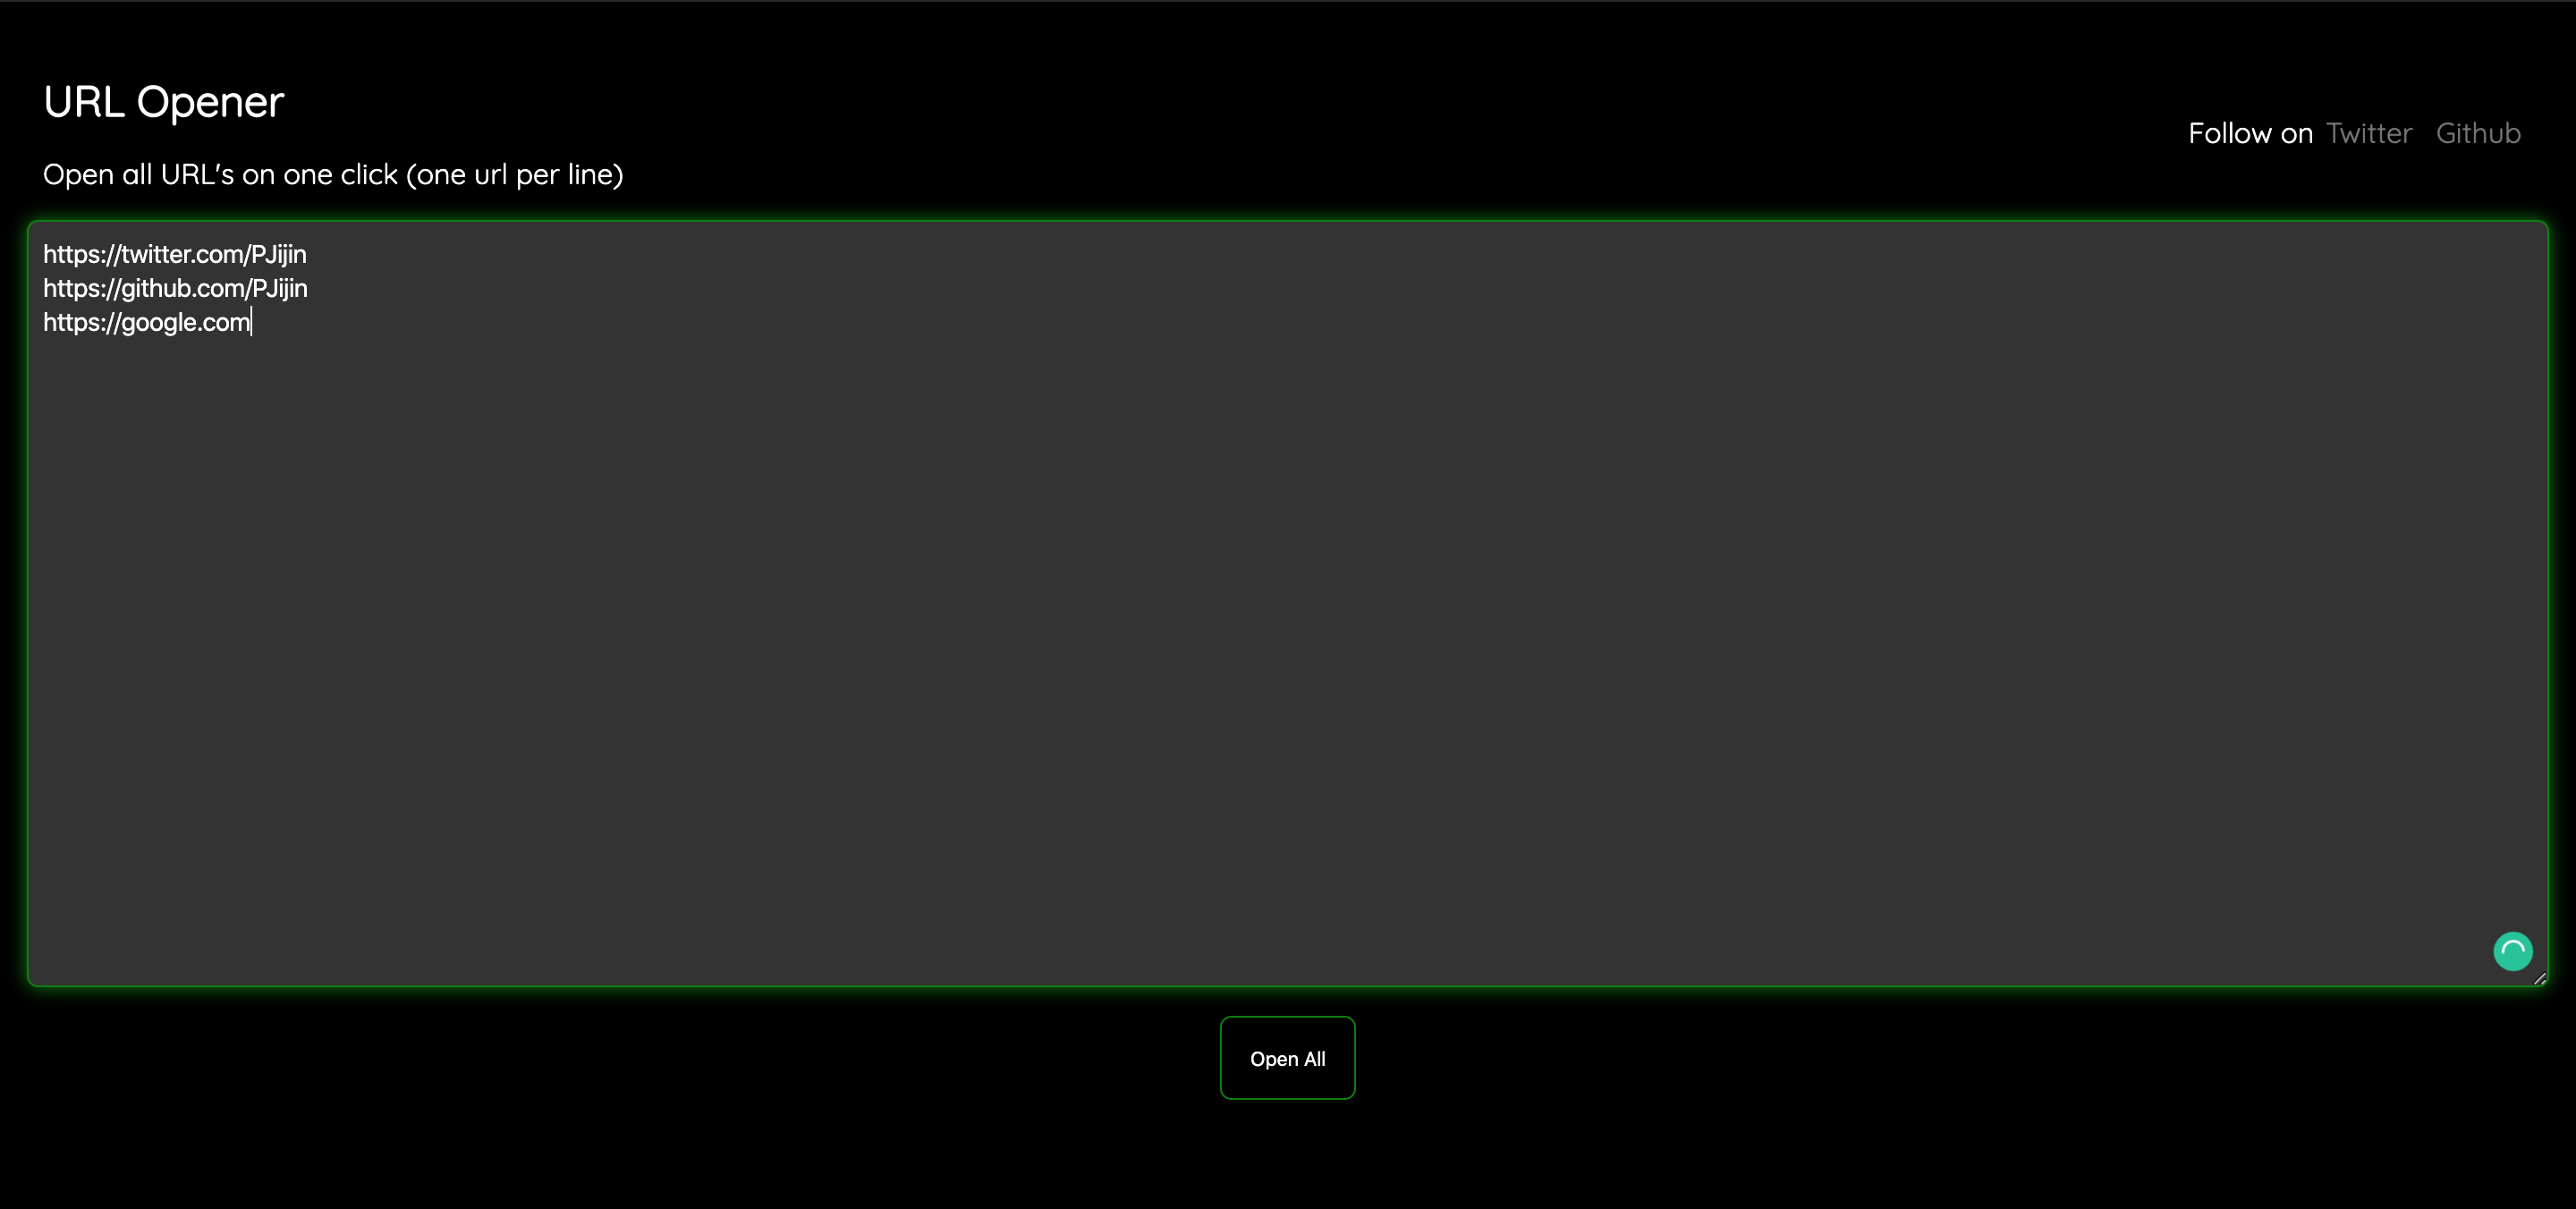 URL Opener
Follow on Twitter Github
Open all URL's on one click (one url per line)
https://twitter.com/PJijin
https://github.com/PJijin
https://google.com
Open All